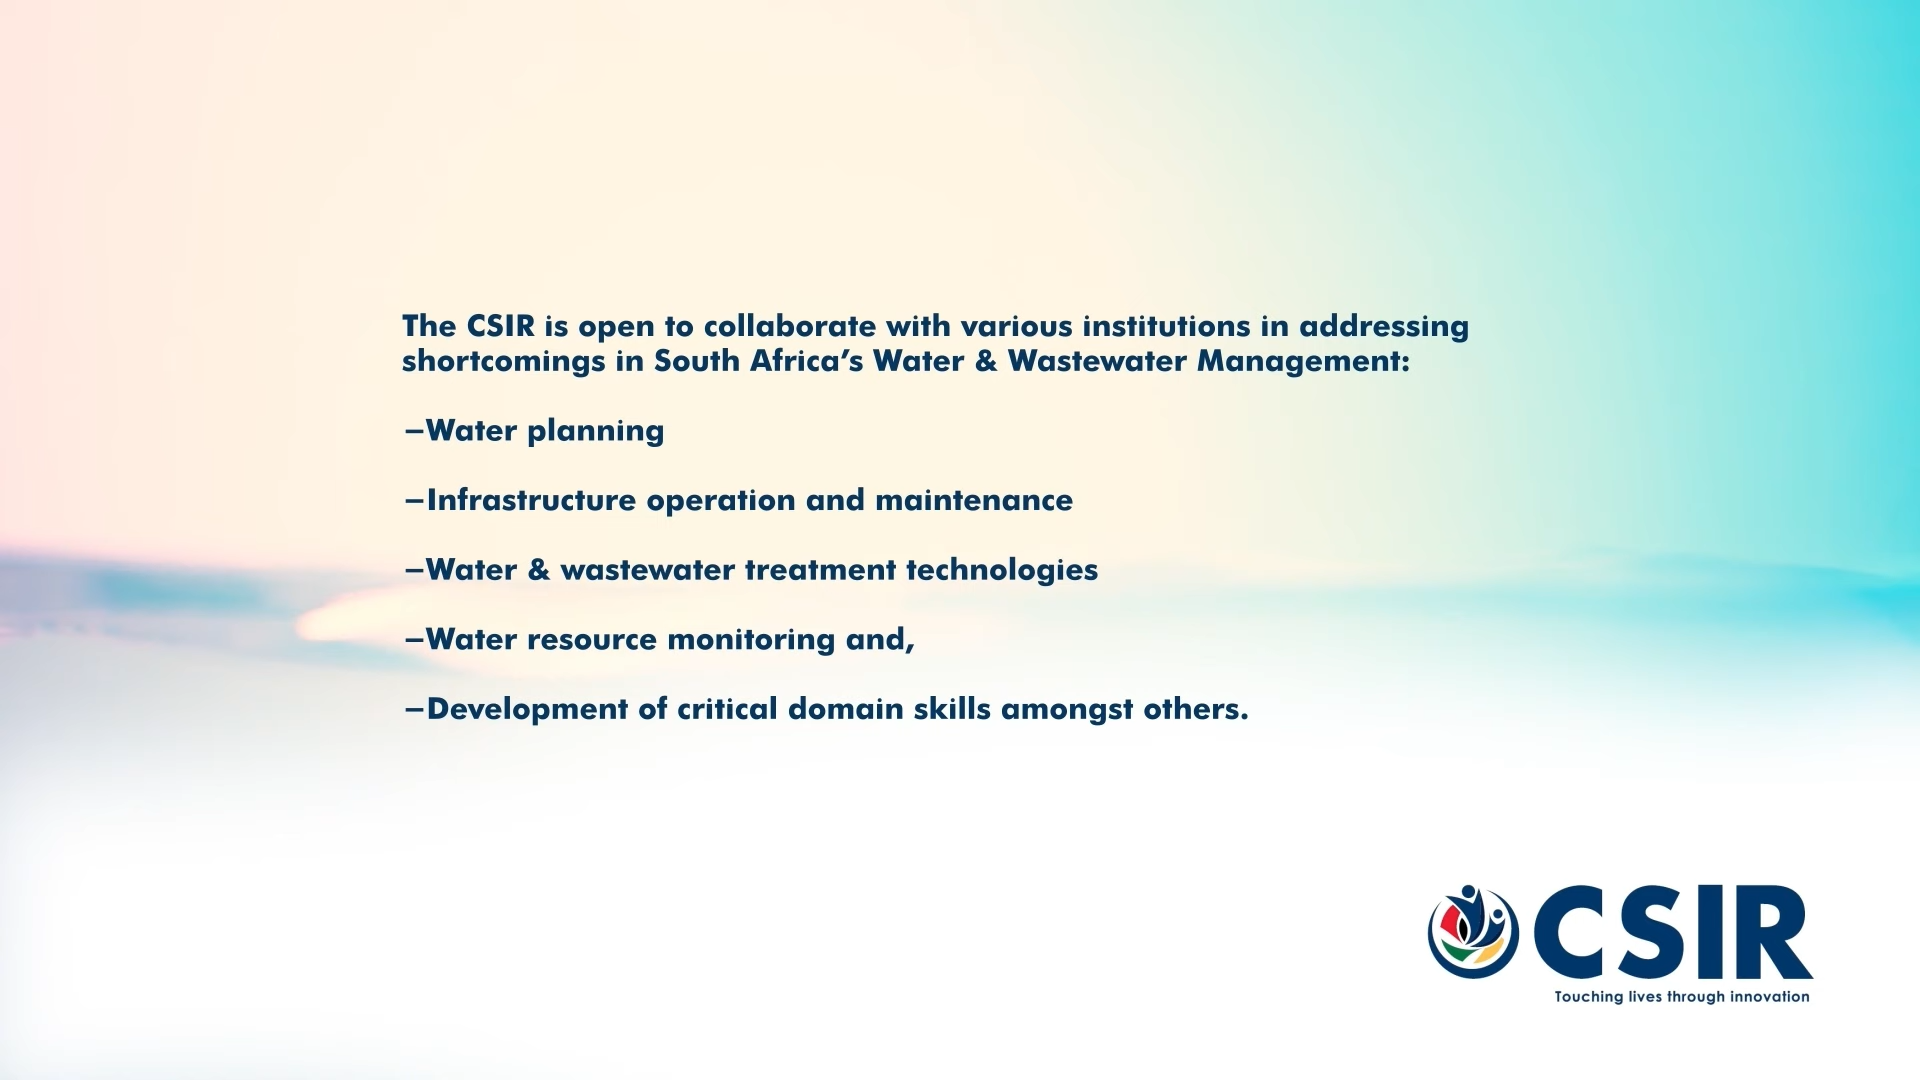 The CSIR is open to collaborate with various institutions in addressing
shortcomings in South Africa’s Water & Wastewater Management:
–Water planning
–Infrastructure operation and maintenance
–Water & wastewater treatment technologies
–Water resource monitoring and,
–Development of critical domain skills amongst others.
CSIR
Touching lives through innovation